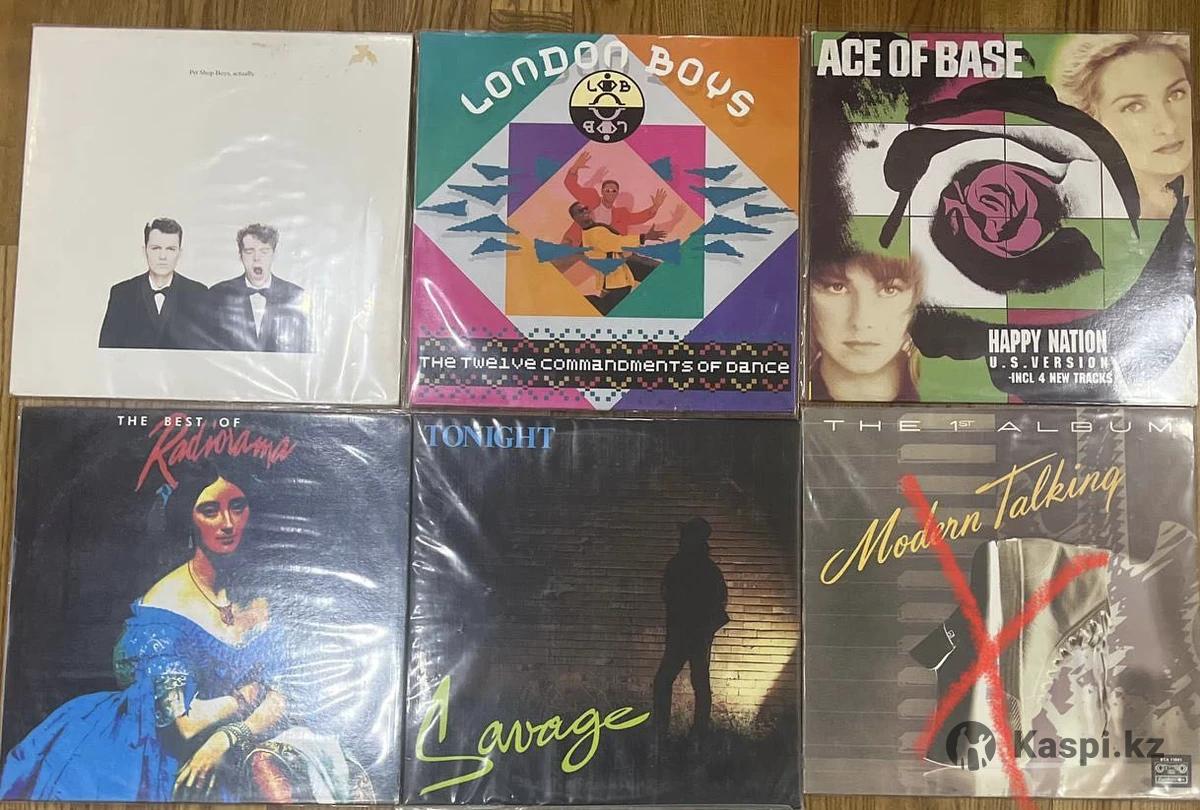 Pet Shop Boys, actually.
LONDON BOYS
L B
L B
THE TWELVE COMMANDMENTS OF DANCE
ACE OF BASE
HAPPY NATION
U.S. VERSION
-INCL 4 NEW TRACKS
THE BEST OF
Radiorama
TONIGHT
Savage
THE 1ST ALBUM
Modern Talking
Kaspi.kz